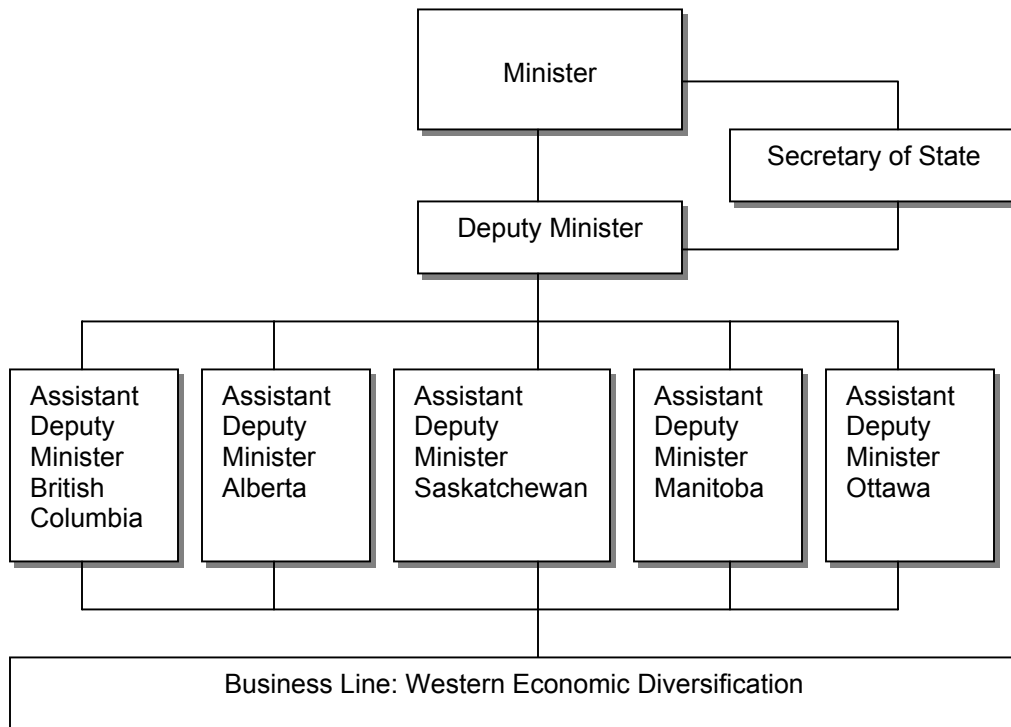 Minister
Secretary of State
Deputy Minister
Assistant
Deputy
Minister
British
Columbia
Assistant
Deputy
Minister
Alberta
Assistant
Deputy
Minister
Saskatchewan
Assistant
Deputy
Minister
Manitoba
Assistant
Deputy
Minister
Ottawa
Business Line: Western Economic Diversification